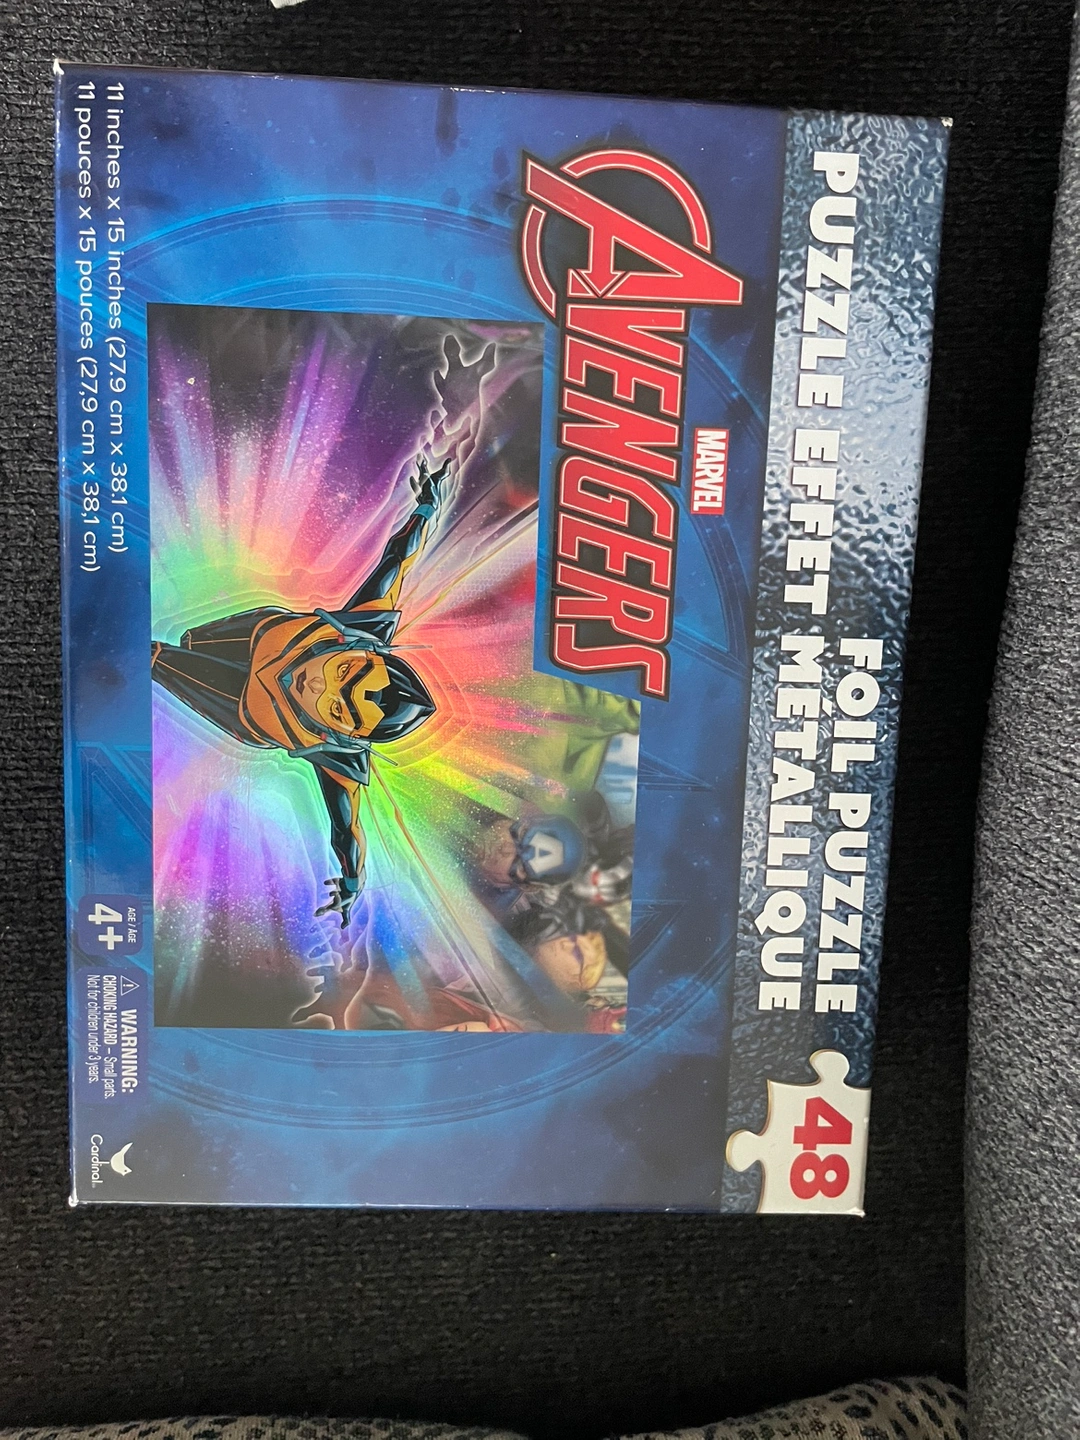 FOIL PUZZLE
PUZZLE EFFET MÉTALLIQUE
48
MARVEL
AVENGERS
A
11 inches x 15 inches (27.9 cm x 38.1 cm)
11 pouces x 15 pouces (27,9 cm x 38,1 cm)
AGE / ÂGE
4+
WARNING:
CHOKING HAZARD – Small parts.
Not for children under 3 years.
Cardinal